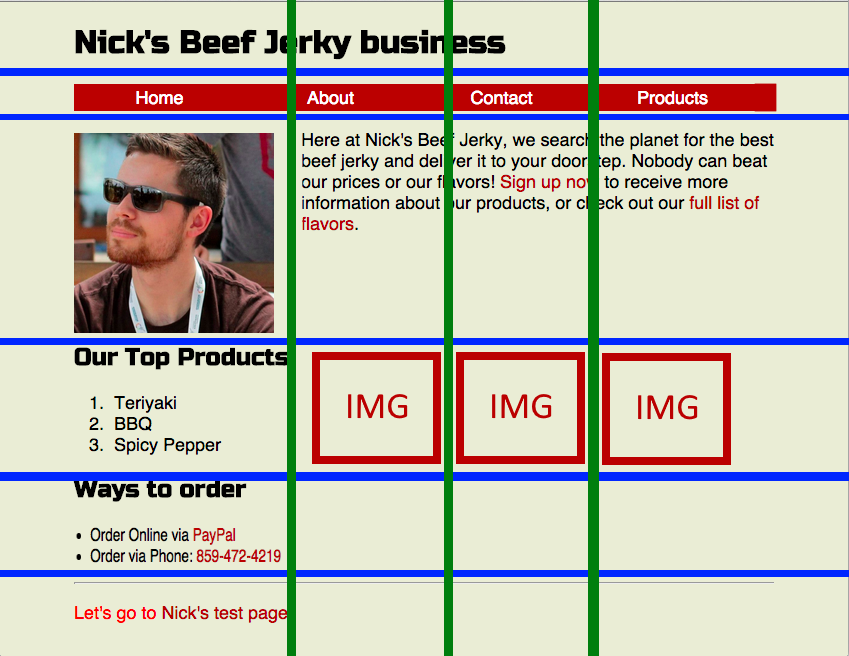 Nick's Beef Jerky business
Home About Contact Products
Here at Nick's Beef Jerky, we search the planet for the best
beef jerky and deliver it to your doorstep. Nobody can beat
our prices or our flavors! Sign up now to receive more
information about our products, or check out our full list of
flavors.
Our Top Products
IMG IMG IMG
1. Teriyaki
2. BBQ
3. Spicy Pepper
Ways to order
• Order Online via PayPal
• Order via Phone: 859-472-4219
Let's go to Nick's test page